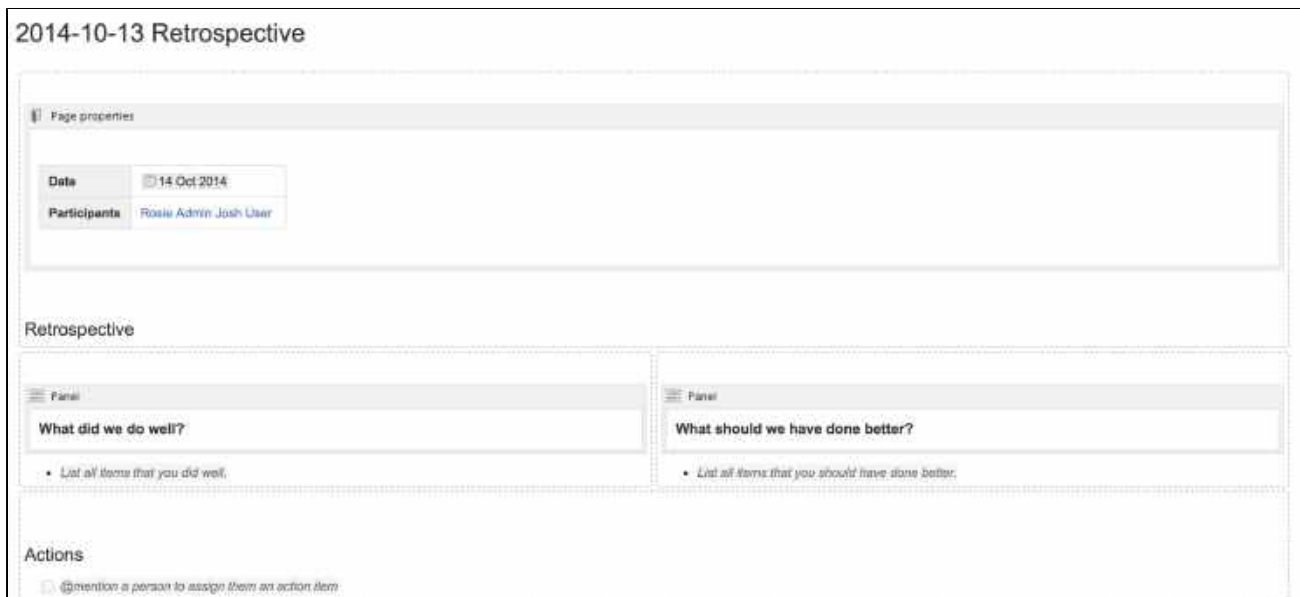 2014-10-13 Retrospective
Page properties
Date 14 Oct 2014
Participants Rosie Admin Josh User
Retrospective
Panel
What did we do well?
• List all items that you did well.
Panel
What should we have done better?
• List all items that you should have done better.
Actions
@mention a person to assign them an action item